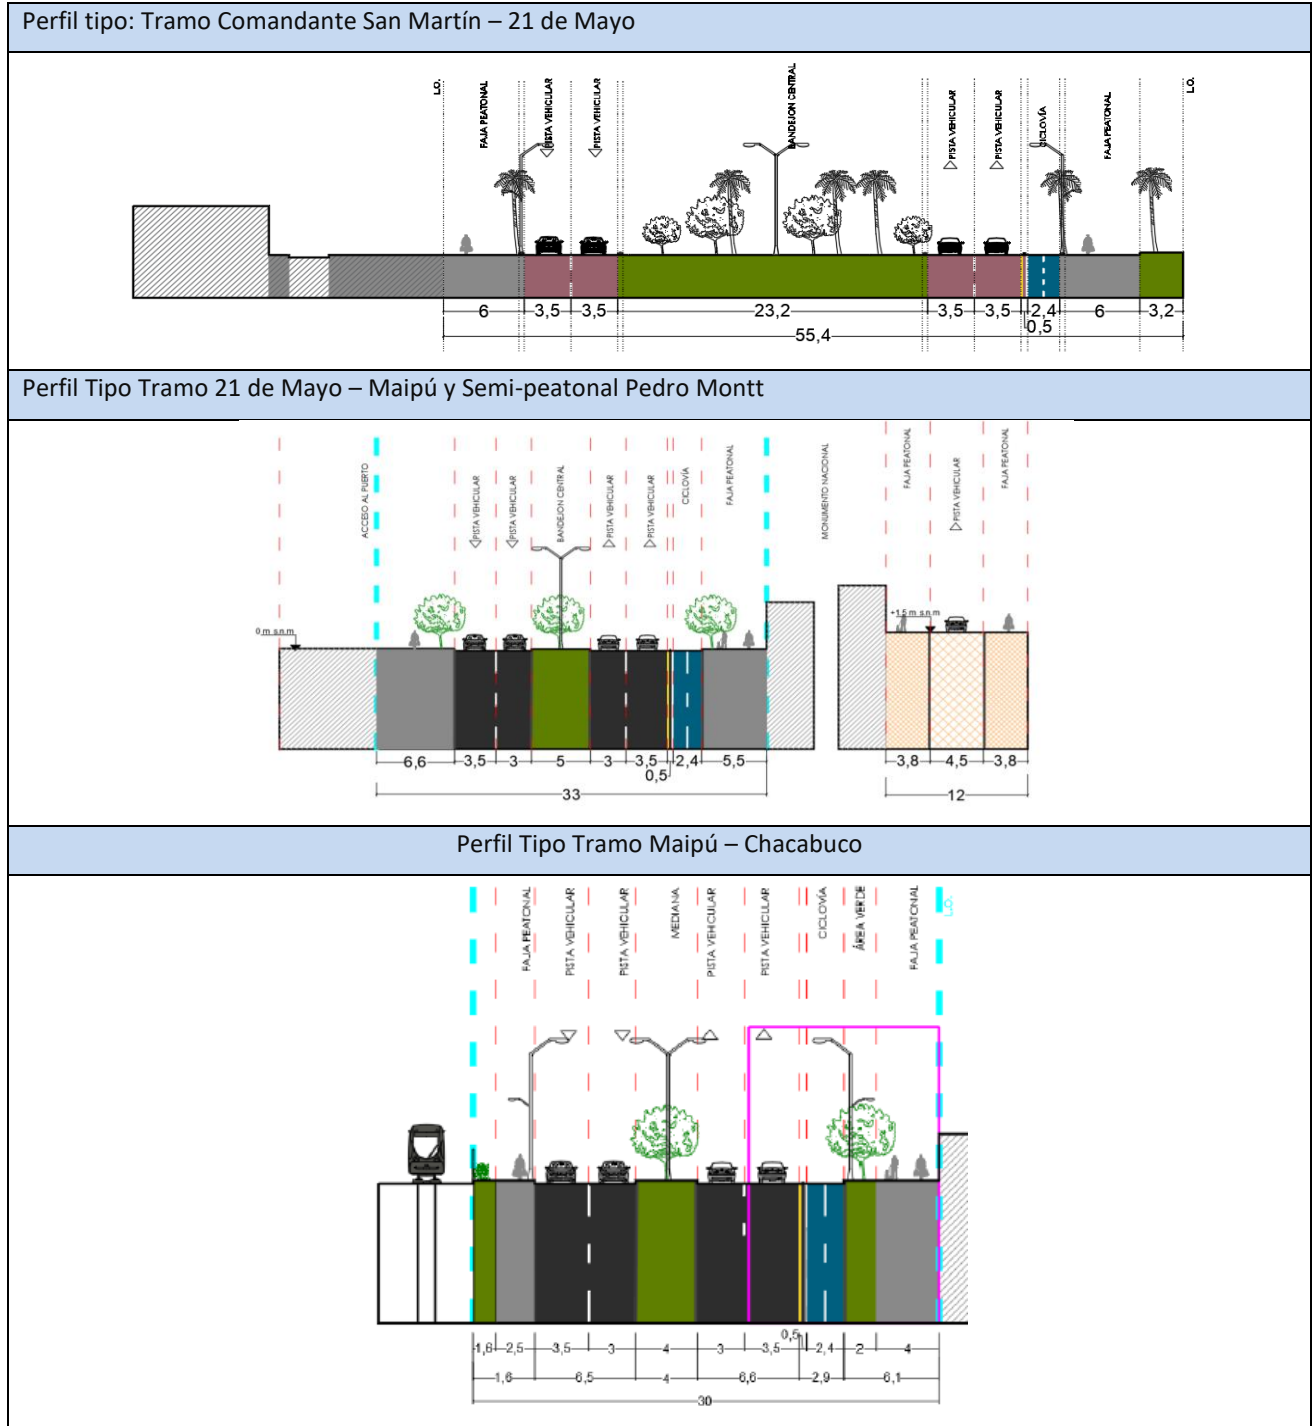 Perfil tipo: Tramo Comandante San Martín – 21 de Mayo
L.O.
FAJA PEATONAL
PISTA VEHICULAR
PISTA VEHICULAR
BANDEJON CENTRAL
PISTA VEHICULAR
PISTA VEHICULAR
CICLOVÍA
FAJA PEATONAL
L.O.
6
3,5
3,5
23,2
3,5
3,5
2,4
6
3,2
0,5
55,4
Perfil Tipo Tramo 21 de Mayo – Maipú y Semi-peatonal Pedro Montt
ACCESO AL PUERTO
PISTA VEHICULAR
PISTA VEHICULAR
BANDEJON CENTRAL
PISTA VEHICULAR
PISTA VEHICULAR
CICLOVÍA
FAJA PEATONAL
MONUMENTO NACIONAL
FAJA PEATONAL
PISTA VEHICULAR
FAJA PEATONAL
0 m s.n.m
+1.5 m s.n.m
6,6
3,5
3
5
3
3,5
2,4
5,5
0,5
33
3,8
4,5
3,8
12
Perfil Tipo Tramo Maipú – Chacabuco
FAJA PEATONAL
PISTA VEHICULAR
PISTA VEHICULAR
MEDIANA
PISTA VEHICULAR
PISTA VEHICULAR
CICLOVÍA
ÁREA VERDE
FAJA PEATONAL
L.O.
0,5
1,6
2,5
3,5
3
4
3
3,5
2,4
2
4
1,6
6,5
4
6,6
2,9
6,1
30